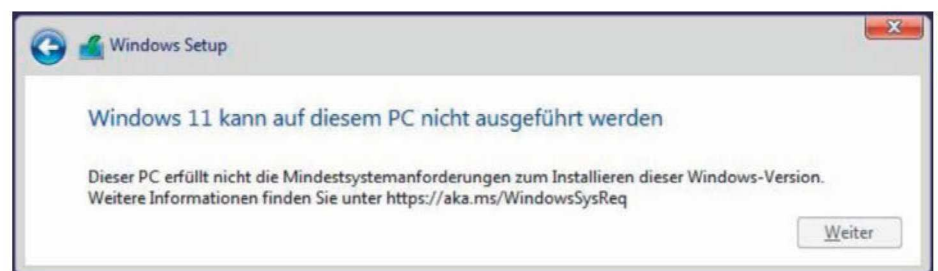 Windows Setup
Windows 11 kann auf diesem PC nicht ausgeführt werden
Dieser PC erfüllt nicht die Mindestsystemanforderungen zum Installieren dieser Windows-Version.
Weitere Informationen finden Sie unter https://aka.ms/WindowsSysReq
Weiter